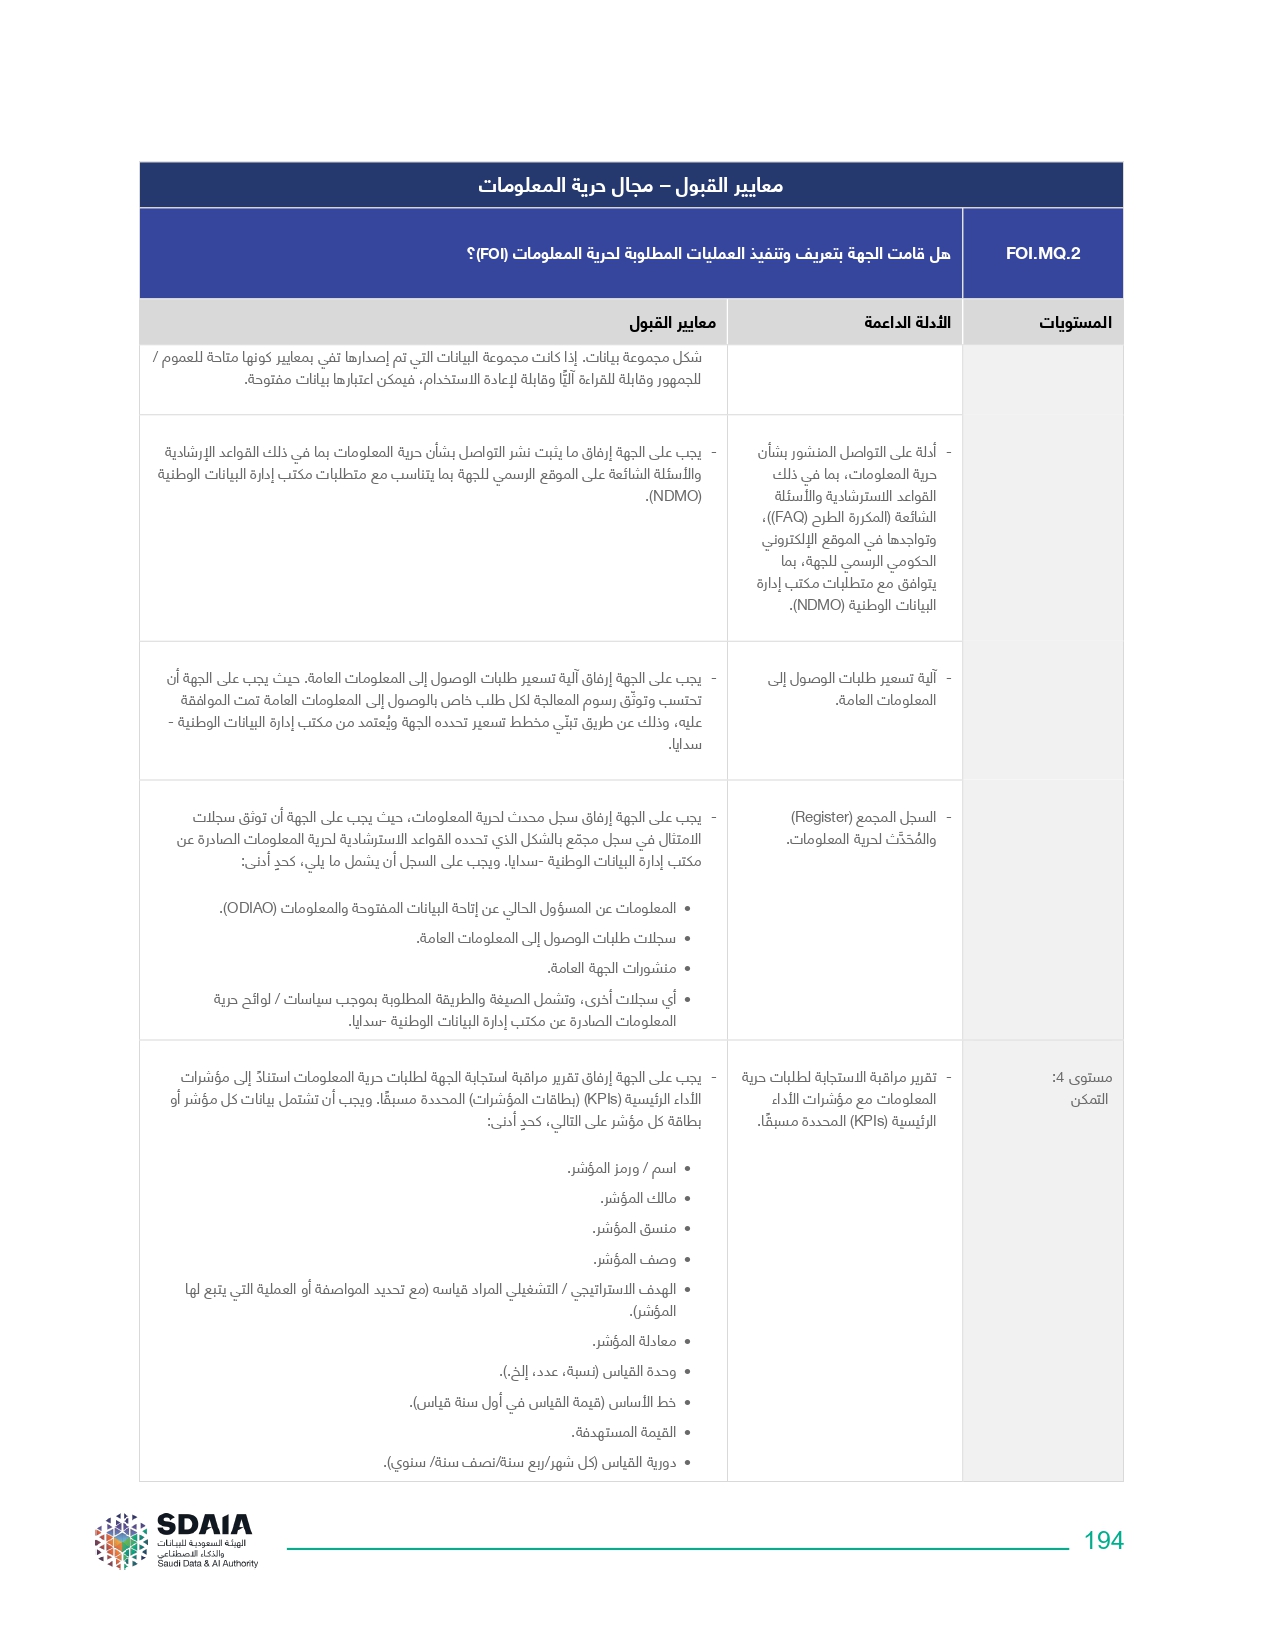 معايير القبول – مجال حرية المعلومات
FOI.MQ.2
هل قامت الجهة بتعريف وتنفيذ العمليات المطلوبة لحرية المعلومات (FOI)؟
المستويات
الأدلة الداعمة
معايير القبول
شكل مجموعة بيانات. إذا كانت مجموعة البيانات التي تم إصدارها تفي بمعايير كونها متاحة للعموم /
للجمهور وقابلة للقراءة آليًّا وقابلة لإعادة الاستخدام، فيمكن اعتبارها بيانات مفتوحة.
- أدلة على التواصل المنشور بشأن
حرية المعلومات، بما في ذلك
القواعد الاسترشادية والأسئلة
الشائعة (المكررة الطرح (FAQ))،
وتواجدها في الموقع الإلكتروني
الحكومي الرسمي للجهة، بما
يتوافق مع متطلبات مكتب إدارة
البيانات الوطنية (NDMO).
- يجب على الجهة إرفاق ما يثبت نشر التواصل بشأن حرية المعلومات بما في ذلك القواعد الإرشادية
والأسئلة الشائعة على الموقع الرسمي للجهة بما يتناسب مع متطلبات مكتب إدارة البيانات الوطنية
(NDMO).
- آلية تسعير طلبات الوصول إلى
المعلومات العامة.
- يجب على الجهة إرفاق آلية تسعير طلبات الوصول إلى المعلومات العامة. حيث يجب على الجهة أن
تحتسب وتوثّق رسوم المعالجة لكل طلب خاص بالوصول إلى المعلومات العامة تمت الموافقة
عليه، وذلك عن طريق تبنّي مخطط تسعير تحدده الجهة ويُعتمد من مكتب إدارة البيانات الوطنية -
سدايا.
- السجل المجمع (Register)
والمُحَدَّث لحرية المعلومات.
- يجب على الجهة إرفاق سجل محدث لحرية المعلومات، حيث يجب على الجهة أن توثق سجلات
الامتثال في سجل مجمّع بالشكل الذي تحدده القواعد الاسترشادية لحرية المعلومات الصادرة عن
مكتب إدارة البيانات الوطنية -سدايا. ويجب على السجل أن يشمل ما يلي، كحدٍ أدنى:
• المعلومات عن المسؤول الحالي عن إتاحة البيانات المفتوحة والمعلومات (ODIAO).
• سجلات طلبات الوصول إلى المعلومات العامة.
• منشورات الجهة العامة.
• أي سجلات أخرى، وتشمل الصيغة والطريقة المطلوبة بموجب سياسات / لوائح حرية
المعلومات الصادرة عن مكتب إدارة البيانات الوطنية -سدايا.
مستوى 4:
التمكن
- تقرير مراقبة الاستجابة لطلبات حرية
المعلومات مع مؤشرات الأداء
الرئيسية (KPIs) المحددة مسبقًا.
- يجب على الجهة إرفاق تقرير مراقبة استجابة الجهة لطلبات حرية المعلومات استنادً إلى مؤشرات
الأداء الرئيسية (KPIs) (بطاقات المؤشرات) المحددة مسبقًا. ويجب أن تشتمل بيانات كل مؤشر أو
بطاقة كل مؤشر على التالي، كحدٍ أدنى:
• اسم / ورمز المؤشر.
• مالك المؤشر.
• منسق المؤشر.
• وصف المؤشر.
• الهدف الاستراتيجي / التشغيلي المراد قياسه (مع تحديد المواصفة أو العملية التي يتبع لها
المؤشر).
• معادلة المؤشر.
• وحدة القياس (نسبة، عدد، إلخ.).
• خط الأساس (قيمة القياس في أول سنة قياس).
• القيمة المستهدفة.
• دورية القياس (كل شهر/ربع سنة/نصف سنة/ سنوي).
194
SDAIA
الهيئة السعودية للبيانات
والذكاء الاصطناعي
Saudi Data & AI Authority